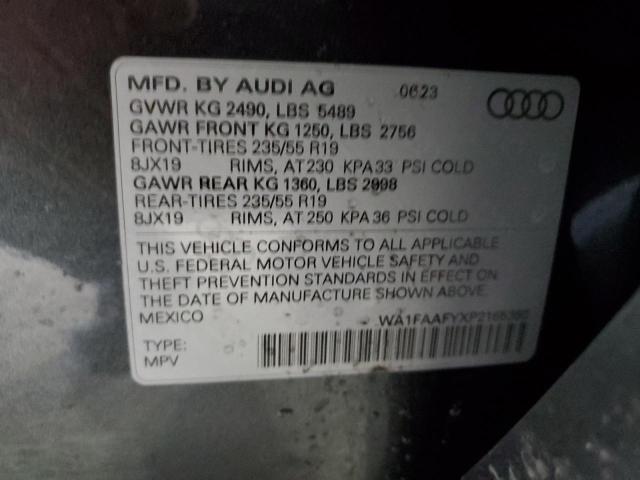 MFD. BY AUDI AG 06.23
GVWR KG 2490, LBS 5489
GAWR FRONT KG 1250, LBS 2756
FRONT-TIRES 235/55 R19
8JX19 RIMS, AT 230 KPA 33 PSI COLD
GAWR REAR KG 1360, LBS 2998
REAR-TIRES 235/55 R19
8JX19 RIMS, AT 250 KPA 36 PSI COLD
THIS VEHICLE CONFORMS TO ALL APPLICABLE
U.S. FEDERAL MOTOR VEHICLE SAFETY AND
THEFT PREVENTION STANDARDS IN EFFECT ON
THE DATE OF MANUFACTURE SHOWN ABOVE.
MEXICO
TYPE:
MPV